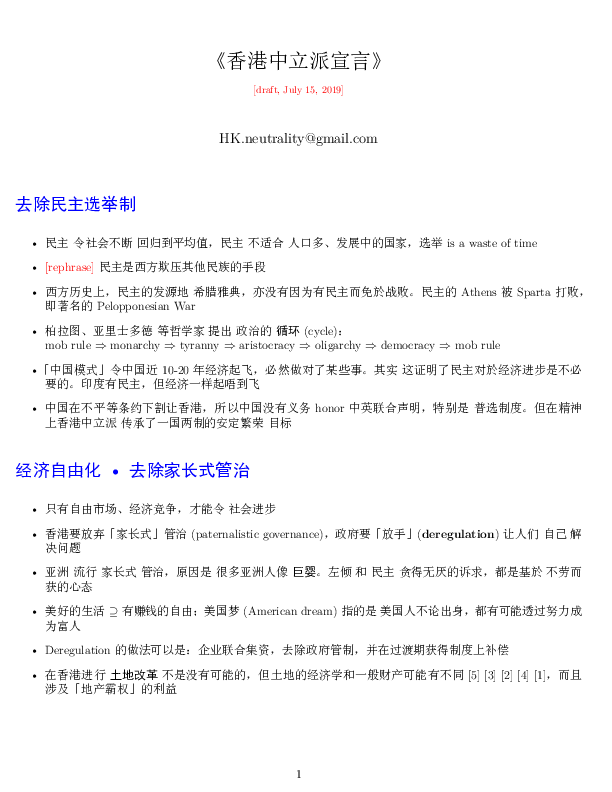 《香港中立派宣言》
[draft, July 15, 2019]
HK.neutrality@gmail.com
去除民主选举制
• 民主 令社会不断 回归到平均值，民主 不适合 人口多、发展中的国家，选举 is a waste of time
• [rephrase] 民主是西方欺压其他民族的手段
• 西方历史上，民主的发源地 希腊雅典，亦没有因为有民主而免於战败。民主的 Athens 被 Sparta 打败，
即著名的 Pelopponesian War
• 柏拉图、亚里士多德 等哲学家 提出 政治的 循环 (cycle)：
mob rule ⇒ monarchy ⇒ tyranny ⇒ aristocracy ⇒ oligarchy ⇒ democracy ⇒ mob rule
•「中国模式」令中国近 10-20 年经济起飞，必然做对了某些事。其实 这证明了民主对於经济进步是不必
要的。印度有民主，但经济一样起唔到飞
• 中国在不平等条约下割让香港，所以中国没有义务 honor 中英联合声明，特别是 普选制度。但在精神
上香港中立派 传承了一国两制的安定繁荣 目标
经济自由化 • 去除家长式管治
• 只有自由市场、经济竞争，才能令 社会进步
• 香港要放弃「家长式」管治 (paternalistic governance)，政府要「放手」(deregulation) 让人们 自己 解
决问题
• 亚洲 流行 家长式 管治，原因是 很多亚洲人像 巨婴。左倾 和 民主 贪得无厌的诉求，都是基於 不劳而
获的心态
• 美好的生活 ⊇ 有赚钱的自由；美国梦 (American dream) 指的是 美国人不论出身，都有可能透过努力成
为富人
• Deregulation 的做法可以是：企业联合集资，去除政府管制，并在过渡期获得制度上补偿
• 在香港进行 土地改革 不是没有可能的，但土地的经济学和一般财产可能有不同 [5] [3] [2] [4] [1]，而且
涉及「地产霸权」的利益
1